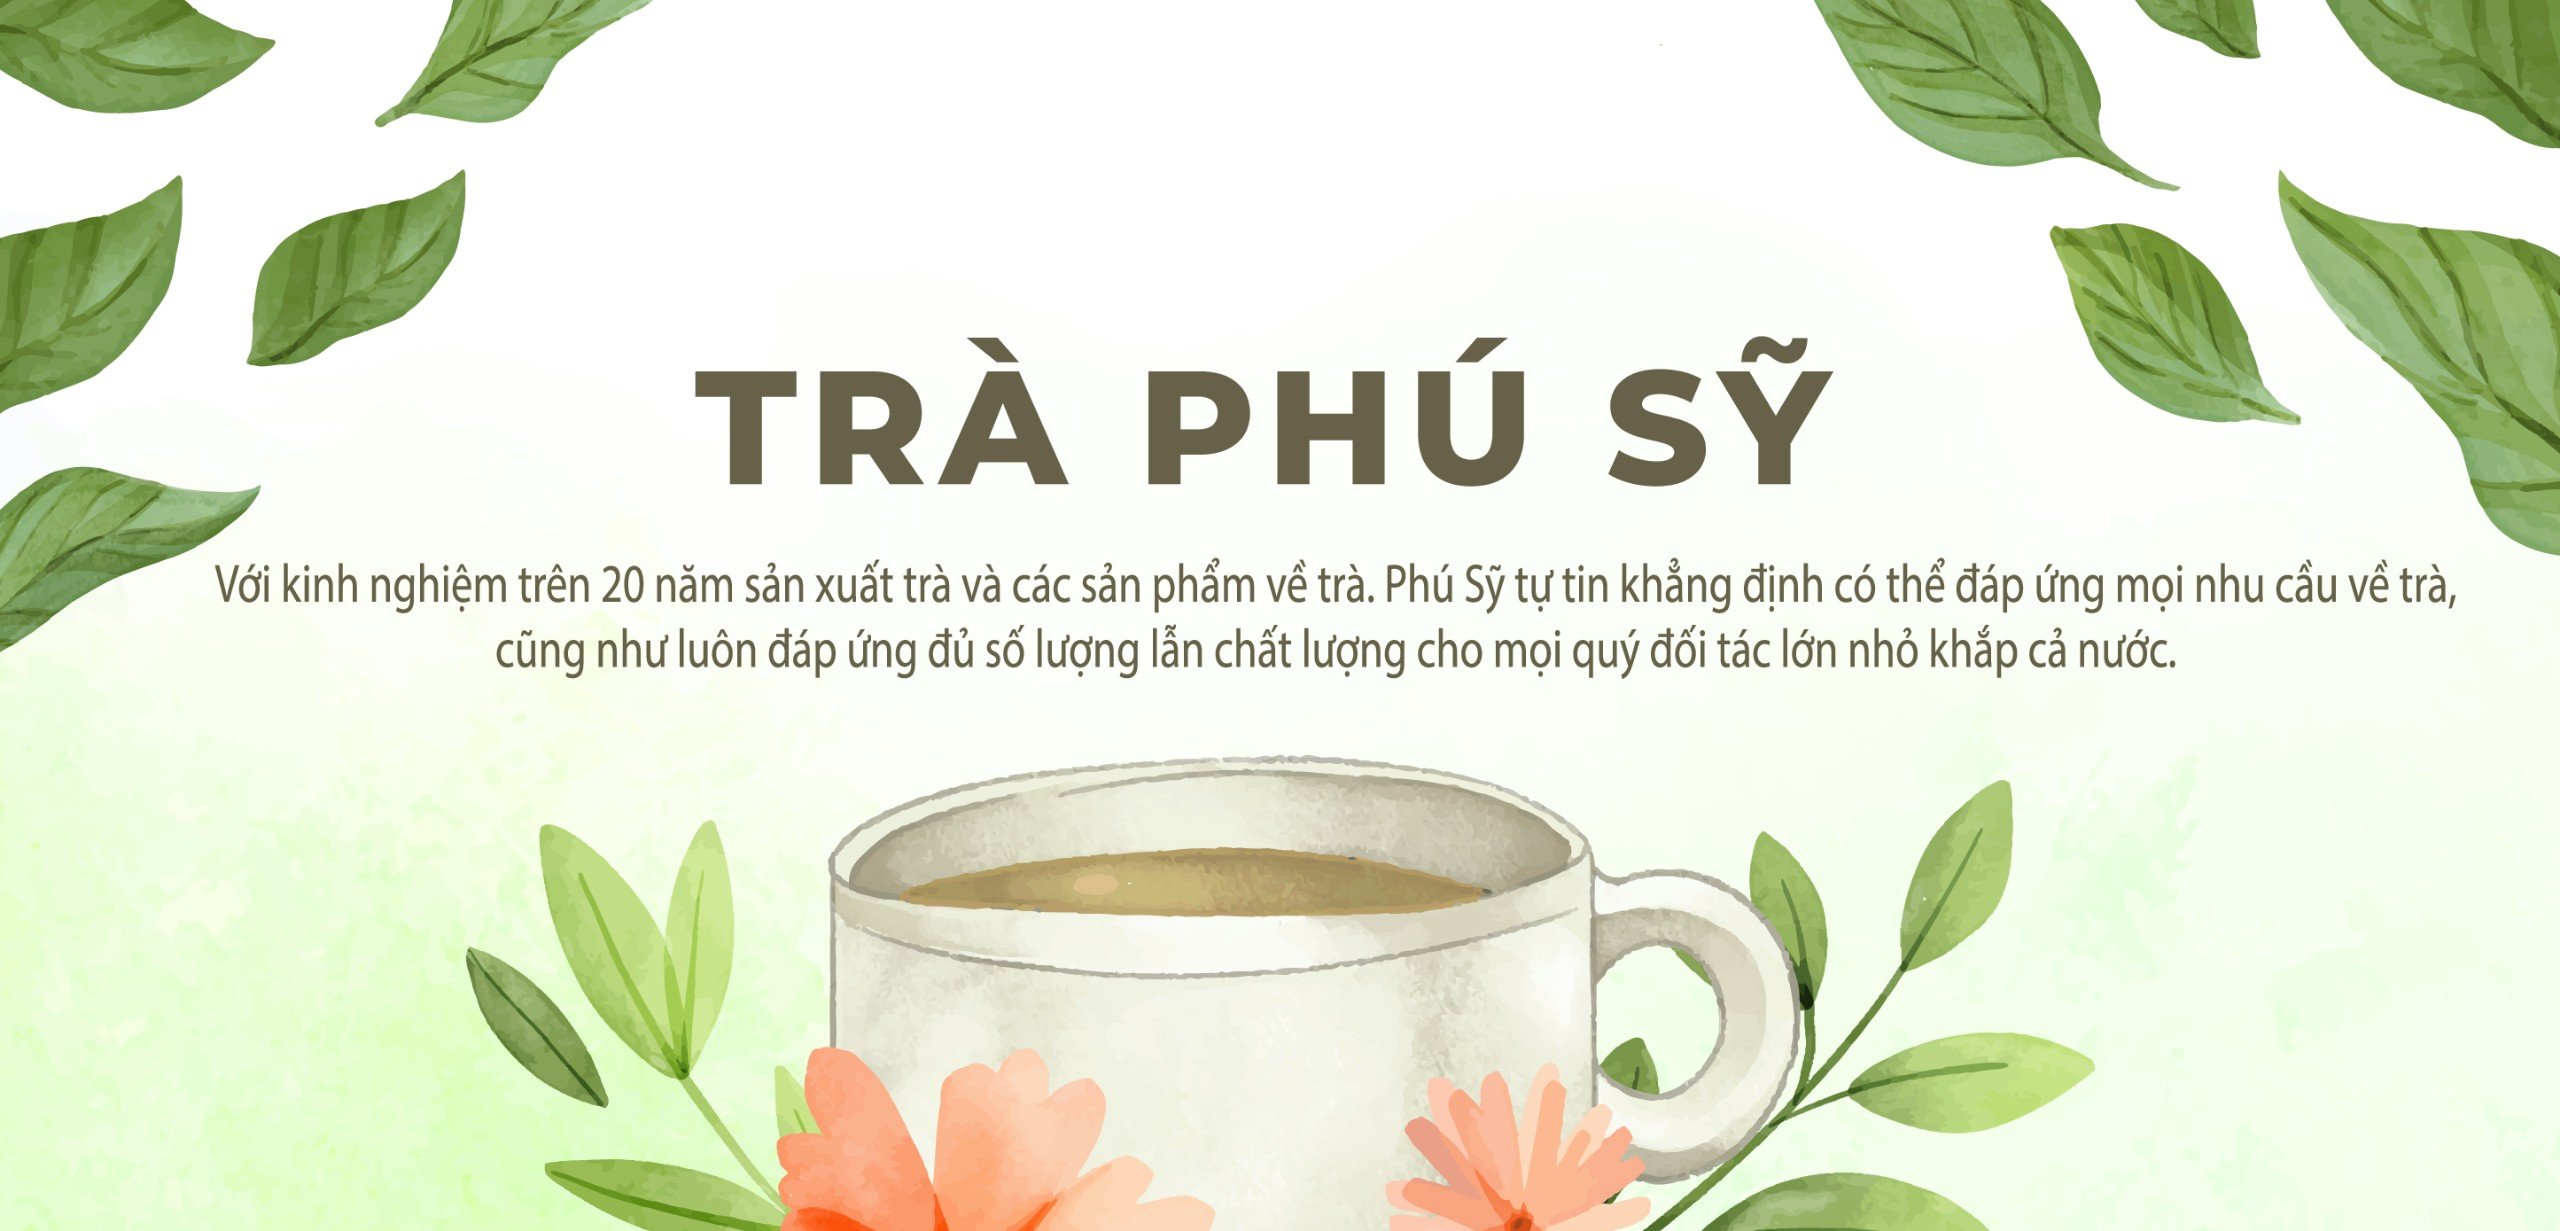 TRÀ PHÚ SỸ
Với kinh nghiệm trên 20 năm sản xuất trà và các sản phẩm về trà. Phú Sỹ tự tin khẳng định có thể đáp ứng mọi nhu cầu về trà,
cũng như luôn đáp ứng đủ số lượng lẫn chất lượng cho mọi quý đối tác lớn nhỏ khắp cả nước.